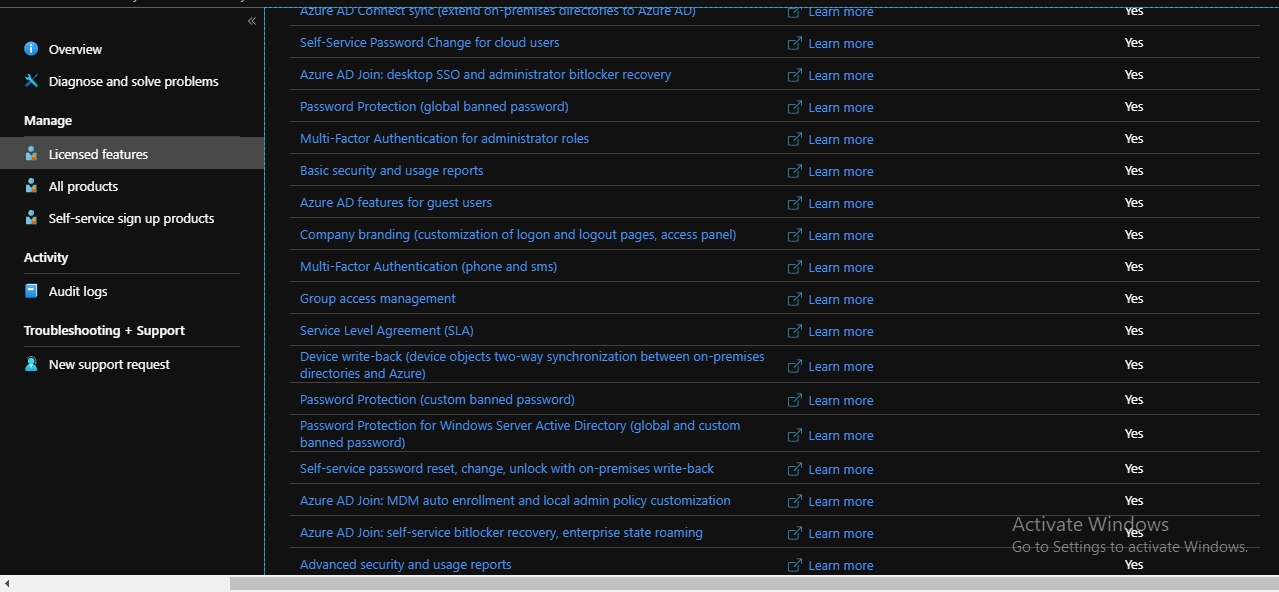 «
Overview
Diagnose and solve problems
Manage
Licensed features
All products
Self-service sign up products
Activity
Audit logs
Troubleshooting + Support
New support request
Azure AD Connect sync (extend on-premises directories to Azure AD) Learn more Yes
Self-Service Password Change for cloud users Learn more Yes
Azure AD Join: desktop SSO and administrator bitlocker recovery Learn more Yes
Password Protection (global banned password) Learn more Yes
Multi-Factor Authentication for administrator roles Learn more Yes
Basic security and usage reports Learn more Yes
Azure AD features for guest users Learn more Yes
Company branding (customization of logon and logout pages, access panel) Learn more Yes
Multi-Factor Authentication (phone and sms) Learn more Yes
Group access management Learn more Yes
Service Level Agreement (SLA) Learn more Yes
Device write-back (device objects two-way synchronization between on-premises
directories and Azure) Learn more Yes
Password Protection (custom banned password) Learn more Yes
Password Protection for Windows Server Active Directory (global and custom
banned password) Learn more Yes
Self-service password reset, change, unlock with on-premises write-back Learn more Yes
Azure AD Join: MDM auto enrollment and local admin policy customization Learn more Yes
Azure AD Join: self-service bitlocker recovery, enterprise state roaming Learn more Yes
Advanced security and usage reports Learn more Yes
Activate Windows
Go to Settings to activate Windows.